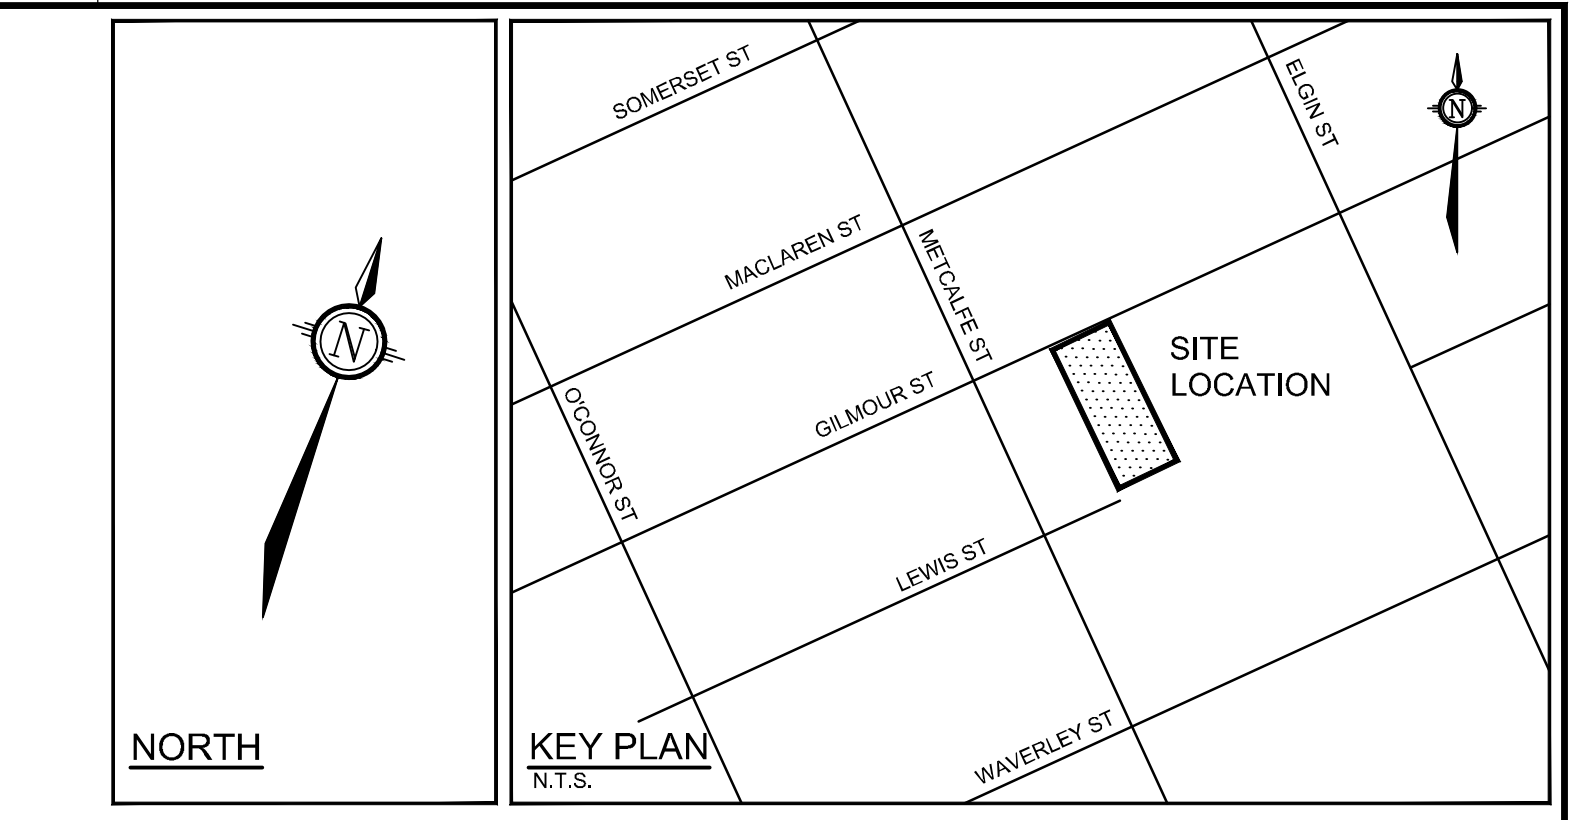 N
NORTH
SOMERSET ST
ELGIN ST
N
MACLAREN ST
METCALFE ST
SITE
LOCATION
GILMOUR ST
O'CONNOR ST
LEWIS ST
WAVERLEY ST
KEY PLAN
N.T.S.